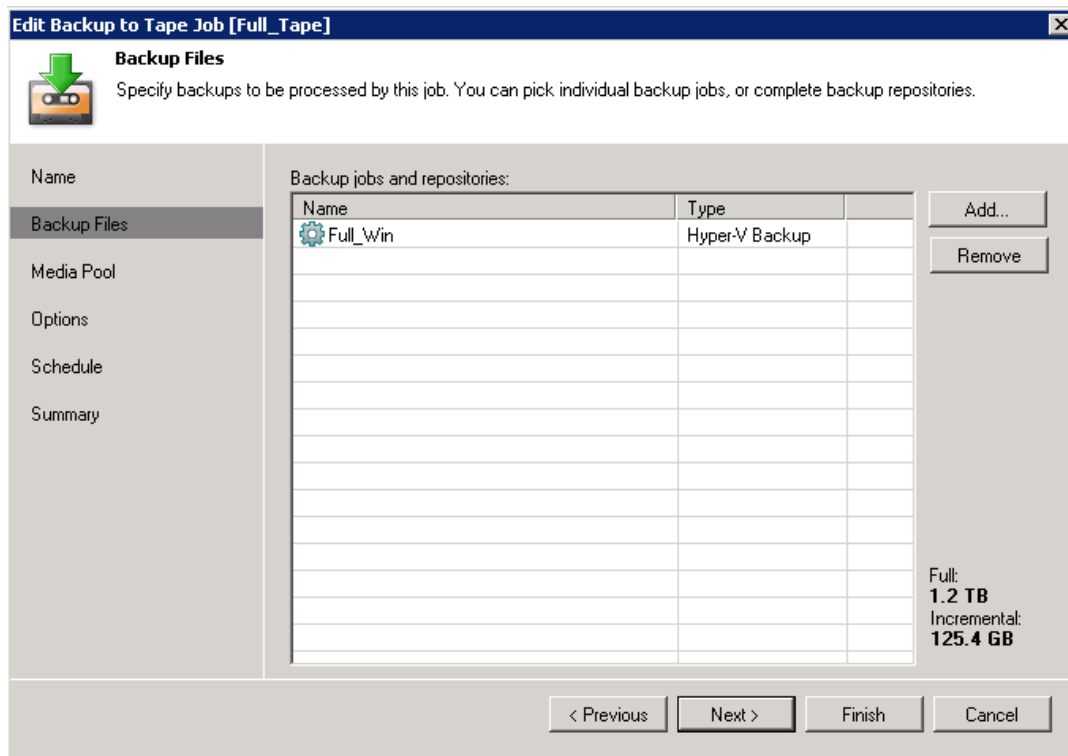 Edit Backup to Tape Job [Full_Tape]
Backup Files
Specify backups to be processed by this job. You can pick individual backup jobs, or complete backup repositories.
Name
Backup Files
Media Pool
Options
Schedule
Summary
Backup jobs and repositories:
Name Type
Full_Win Hyper-V Backup
Add...
Remove
Full:
1.2 TB
Incremental:
125.4 GB
< Previous Next > Finish Cancel